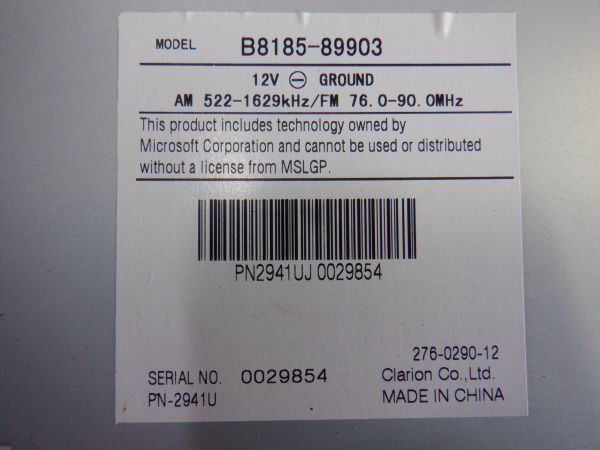 MODEL B8185-89903
12V ⊖ GROUND
AM 522-1629kHz/FM 76.0-90.0MHz
This product includes technology owned by
Microsoft Corporation and cannot be used or distributed
without a license from MSLGP.
PN2941UJ 0029854
276-0290-12
SERIAL NO. 0029854 Clarion Co.,Ltd.
PN-2941U MADE IN CHINA